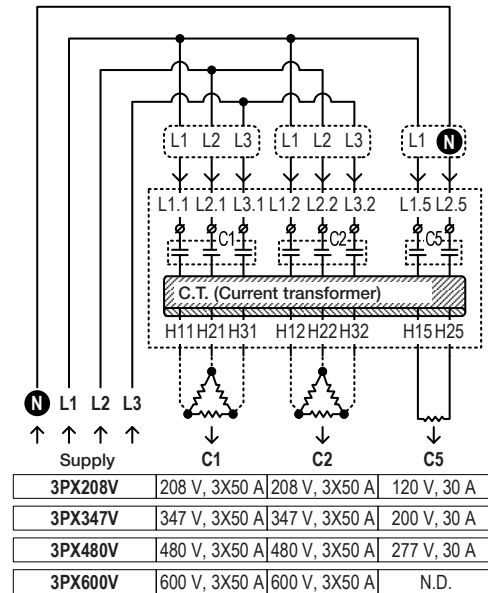 L1 L2 L3 L1 L2 L3 L1 N
L1.1 L2.1 L3.1 L1.2 L2.2 L3.2 L1.5 L2.5
C1 C2 C5
C.T. (Current transformer)
H11 H21 H31 H12 H22 H32 H15 H25
N L1 L2 L3
Supply C1 C2 C5
3PX208V 208 V, 3X50 A 208 V, 3X50 A 120 V, 30 A
3PX347V 347 V, 3X50 A 347 V, 3X50 A 200 V, 30 A
3PX480V 480 V, 3X50 A 480 V, 3X50 A 277 V, 30 A
3PX600V 600 V, 3X50 A 600 V, 3X50 A N.D.